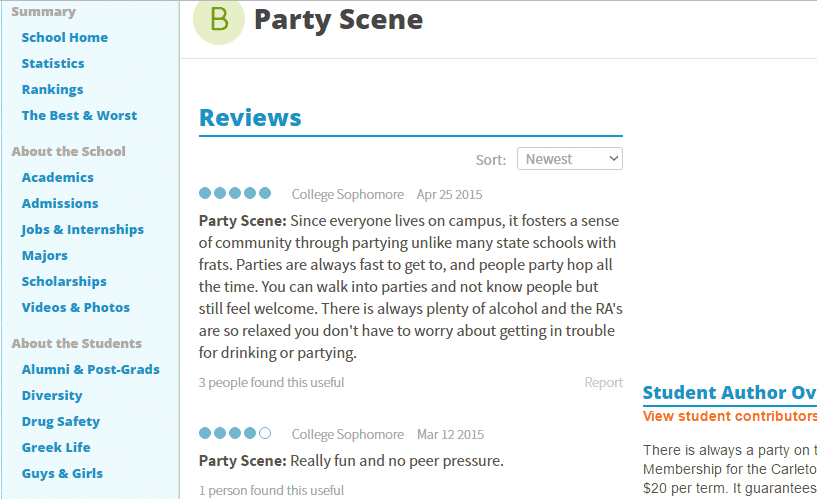 Summary
School Home
Statistics
Rankings
The Best & Worst
About the School
Academics
Admissions
Jobs & Internships
Majors
Scholarships
Videos & Photos
About the Students
Alumni & Post-Grads
Diversity
Drug Safety
Greek Life
Guys & Girls
B Party Scene
Reviews
Sort: Newest
College Sophomore Apr 25 2015
Party Scene: Since everyone lives on campus, it fosters a sense
of community through partying unlike many state schools with
frats. Parties are always fast to get to, and people party hop all
the time. You can walk into parties and not know people but
still feel welcome. There is always plenty of alcohol and the RA's
are so relaxed you don't have to worry about getting in trouble
for drinking or partying.
3 people found this useful Report
College Sophomore Mar 12 2015
Party Scene: Really fun and no peer pressure.
1 person found this useful
Student Author Ov
View student contributors
There is always a party on t
Membership for the Carleto
$20 per term. It guarantees